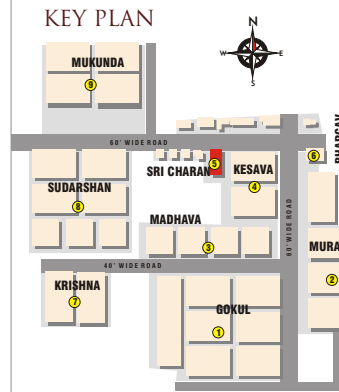 KEY PLAN
N
W E
S
MUKUNDA
9
60' WIDE ROAD
5
6
SRI CHARAN
KESAVA
4
SUDARSHAN
8
MADHAVA
3
60' WIDE ROAD
MURA
2
40' WIDE ROAD
KRISHNA
7
GOKUL
1